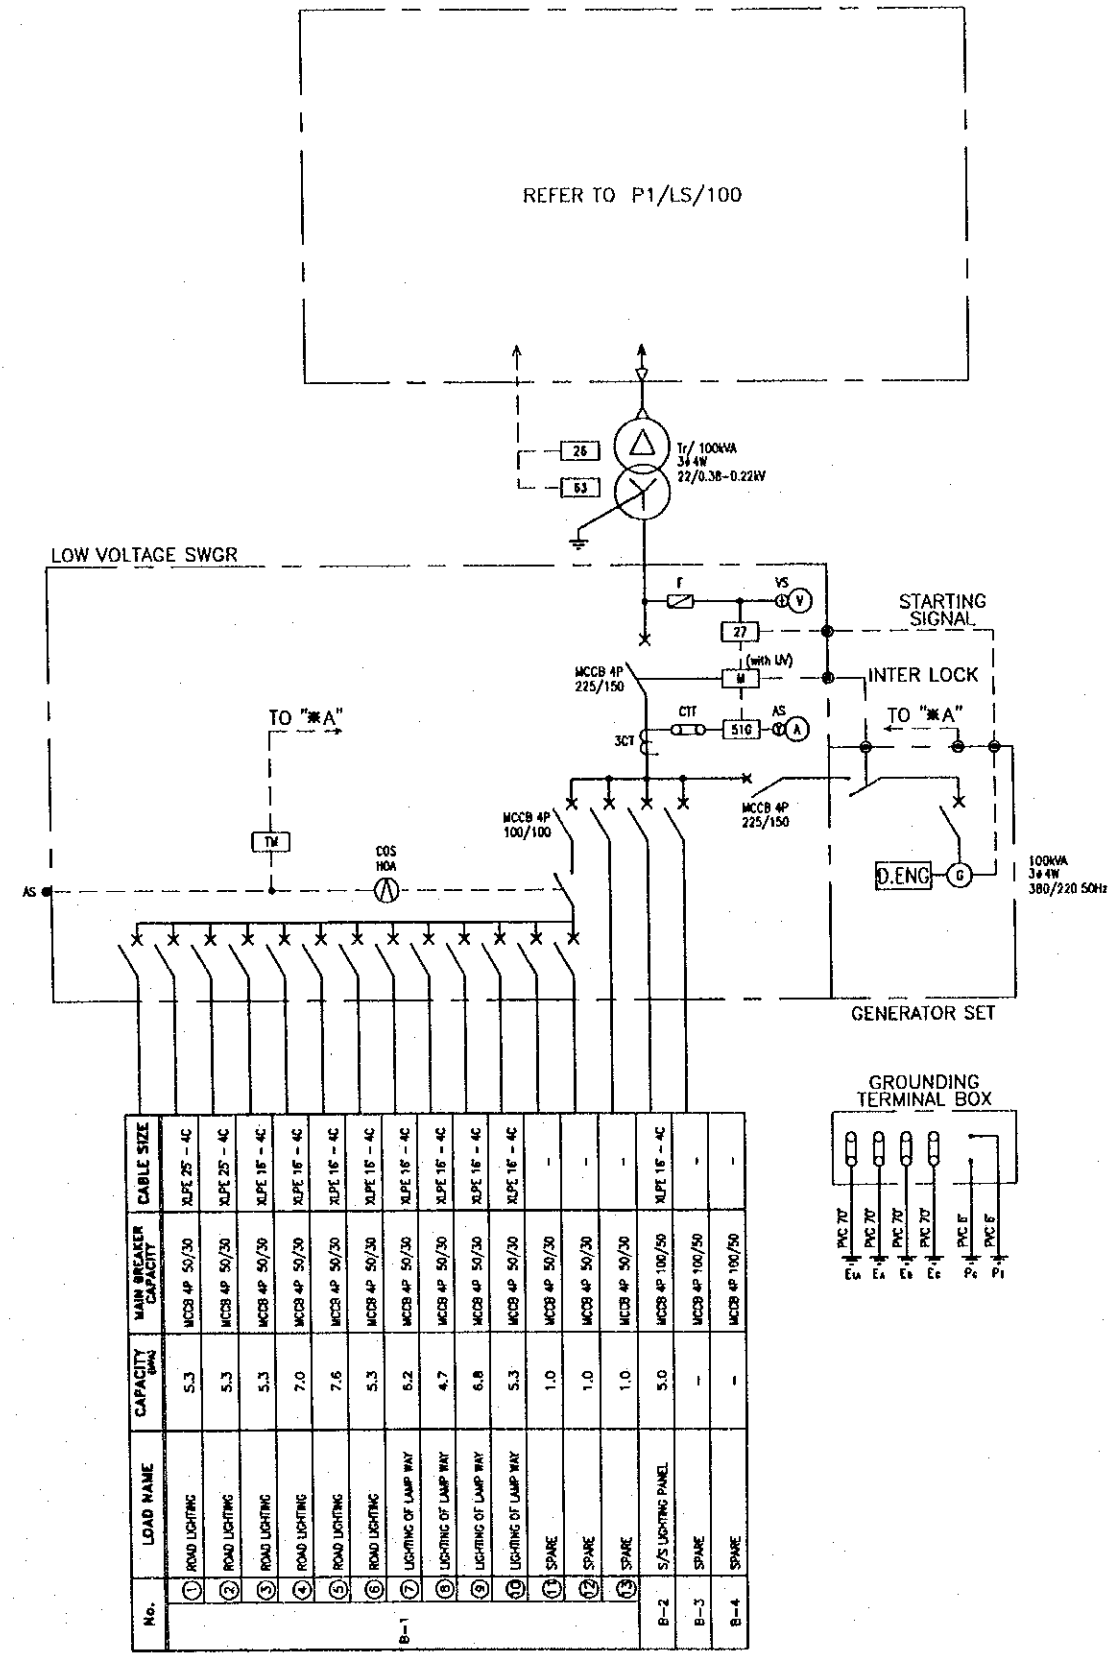 REFER TO P1/LS/100
26
63
Tr/ 100kVA
3φ4W
22/0.38-0.22kV
LOW VOLTAGE SWGR
F
VS
V
27
STARTING
SIGNAL
(with UV)
MCCB 4P
225/150
M
INTER LOCK
CTT
AS
3CT
51G
A
TO "※A"
TO "※A"
MCCB 4P
100/100
MCCB 4P
225/150
TM
COS
HOA
AS
D.ENG
G
100kVA
3φ4W
380/220 50Hz
GENERATOR SET
GROUNDING
TERMINAL BOX
PVC 70°
PVC 70°
PVC 70°
PVC 70°
PVC 6°
PVC 6°
No.
LOAD NAME
CAPACITY
(kVA)
MAIN BREAKER
CAPACITY
CABLE SIZE
B-1
1 ROAD LIGHTING 5.3 MCCB 4P 50/30 XLPE 25° - 4C
2 ROAD LIGHTING 5.3 MCCB 4P 50/30 XLPE 25° - 4C
3 ROAD LIGHTING 5.3 MCCB 4P 50/30 XLPE 16° - 4C
4 ROAD LIGHTING 7.0 MCCB 4P 50/30 XLPE 16° - 4C
5 ROAD LIGHTING 7.6 MCCB 4P 50/30 XLPE 16° - 4C
6 ROAD LIGHTING 5.3 MCCB 4P 50/30 XLPE 16° - 4C
7 LIGHTING OF LAMP WAY 6.2 MCCB 4P 50/30 XLPE 16° - 4C
8 LIGHTING OF LAMP WAY 4.7 MCCB 4P 50/30 XLPE 16° - 4C
9 LIGHTING OF LAMP WAY 6.8 MCCB 4P 50/30 XLPE 16° - 4C
10 LIGHTING OF LAMP WAY 5.3 MCCB 4P 50/30 XLPE 16° - 4C
11 SPARE 1.0 MCCB 4P 50/30 -
12 SPARE 1.0 MCCB 4P 50/30 -
13 SPARE 1.0 MCCB 4P 50/30 -
B-2 S/S LIGHTING PANEL 5.0 MCCB 4P 100/50 XLPE 16° - 4C
B-3 SPARE - MCCB 4P 100/50 -
B-4 SPARE - MCCB 4P 100/50 -